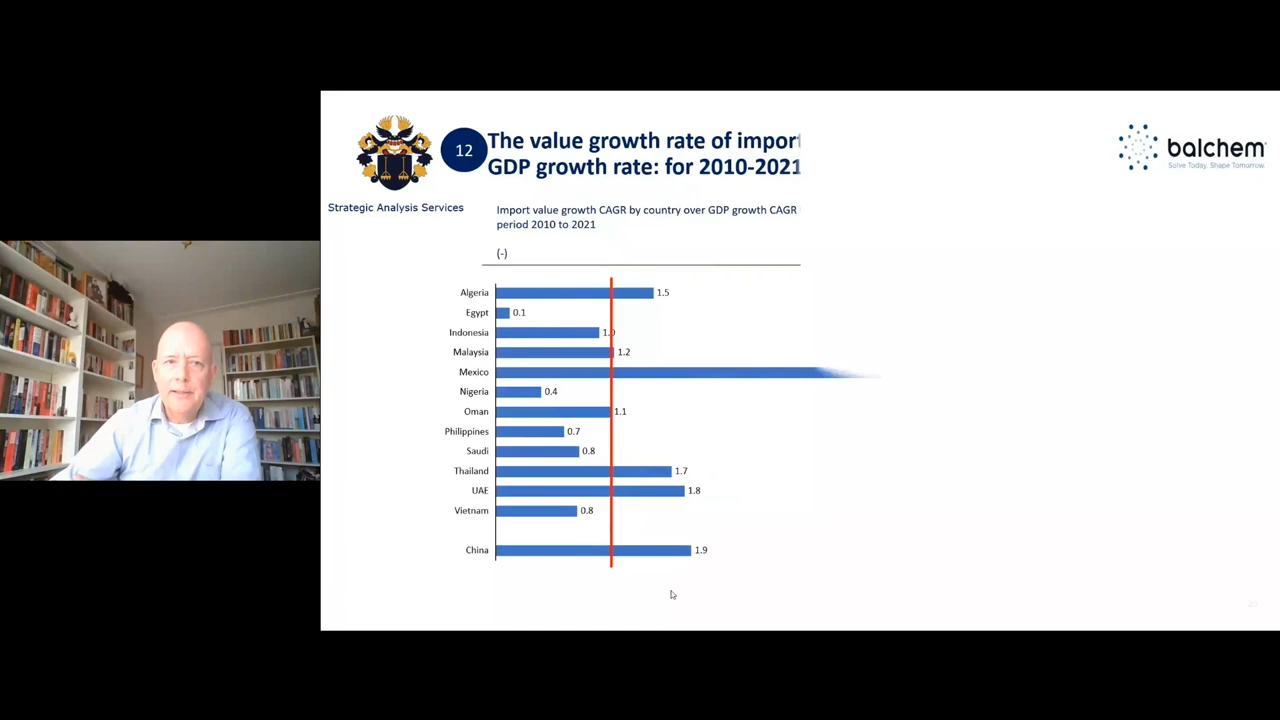 12
The value growth rate of import
GDP growth rate: for 2010-2021
balchem
Solve Today. Shape Tomorrow.
Strategic Analysis Services
Import value growth CAGR by country over GDP growth CAGR
period 2010 to 2021
(-)
Algeria 1.5
Egypt 0.1
Indonesia 1.0
Malaysia 1.2
Mexico
Nigeria 0.4
Oman 1.1
Philippines 0.7
Saudi 0.8
Thailand 1.7
UAE 1.8
Vietnam 0.8
China 1.9
20